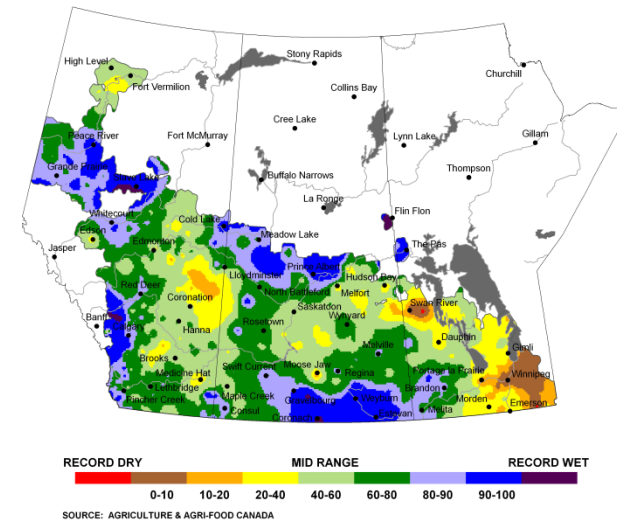 Stony Rapids
High Level
Churchill
Fort Vermilion
Collins Bay
Cree Lake
Peace River
Fort McMurray
Lynn Lake
Gillam
Grande Prairie
Thompson
Slave Lake
Buffalo Narrows
La Ronge
Whitecourt
Flin Flon
Cold Lake
Edson
Meadow Lake
Jasper
Edmonton
The Pas
Lloydminster
Prince Albert
Hudson Bay
Red Deer
North Battleford
Melfort
Coronation
Saskatoon
Swan River
Banff
Wynyard
Calgary
Hanna
Rosetown
Dauphin
Gimli
Brooks
Melville
Swift Current
Moose Jaw
Medicine Hat
Regina
Portage la Prairie
Winnipeg
Lethbridge
Brandon
Maple Creek
Gravelbourg
Weyburn
Pincher Creek
Morden
Consul
Coronach
Estevan
Melita
Emerson
RECORD DRY MID RANGE RECORD WET
0-10 10-20 20-40 40-60 60-80 80-90 90-100
SOURCE: AGRICULTURE & AGRI-FOOD CANADA